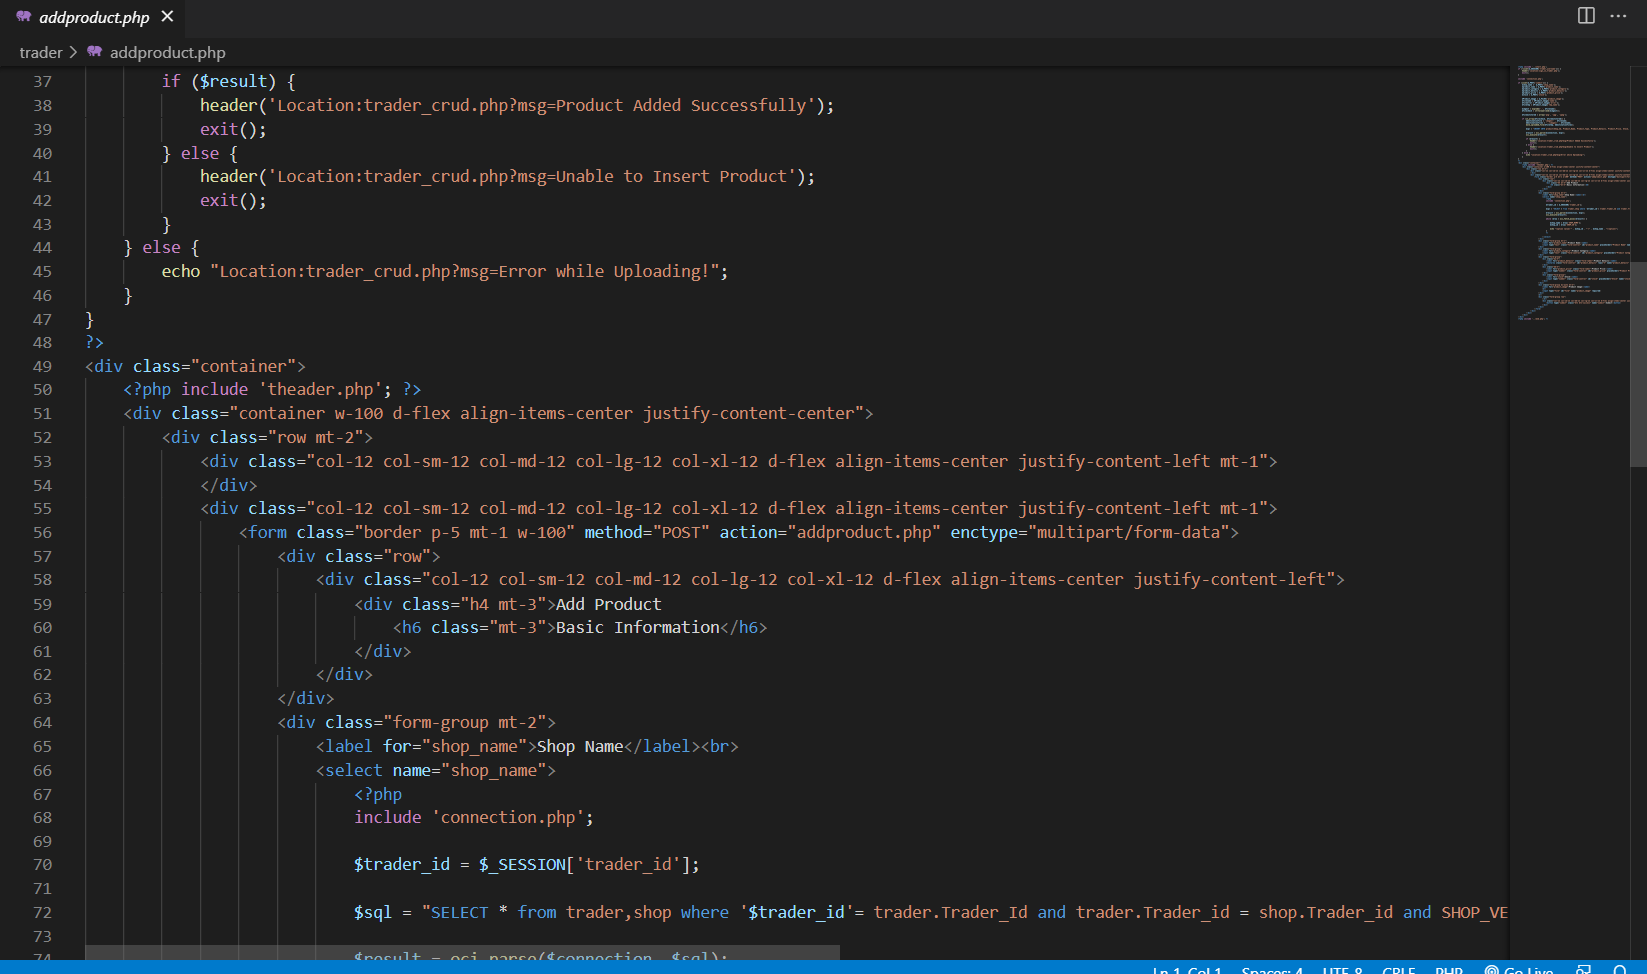 addproduct.php
trader > addproduct.php
37 if ($result) {
38 header('Location:trader_crud.php?msg=Product Added Successfully');
39 exit();
40 } else {
41 header('Location:trader_crud.php?msg=Unable to Insert Product');
42 exit();
43 }
44 } else {
45 echo "Location:trader_crud.php?msg=Error while Uploading!";
46 }
47 }
48 ?>
49 <div class="container">
50 <?php include 'theader.php'; ?>
51 <div class="container w-100 d-flex align-items-center justify-content-center">
52 <div class="row mt-2">
53 <div class="col-12 col-sm-12 col-md-12 col-lg-12 col-xl-12 d-flex align-items-center justify-content-left mt-1">
54 </div>
55 <div class="col-12 col-sm-12 col-md-12 col-lg-12 col-xl-12 d-flex align-items-center justify-content-left mt-1">
56 <form class="border p-5 mt-1 w-100" method="POST" action="addproduct.php" enctype="multipart/form-data">
57 <div class="row">
58 <div class="col-12 col-sm-12 col-md-12 col-lg-12 col-xl-12 d-flex align-items-center justify-content-left">
59 <div class="h4 mt-3">Add Product
60 <h6 class="mt-3">Basic Information</h6>
61 </div>
62 </div>
63 </div>
64 <div class="form-group mt-2">
65 <label for="shop_name">Shop Name</label><br>
66 <select name="shop_name">
67 <?php
68 include 'connection.php';
69
70 $trader_id = $_SESSION['trader_id'];
71
72 $sql = "SELECT * from trader,shop where '$trader_id'= trader.Trader_Id and trader.Trader_id = shop.Trader_id and SHOP_VE
73
74 $result = oci_parse($connection, $sql);
Ln 1, Col 1 Spaces: 4 UTF-8 CRLF PHP Go Live